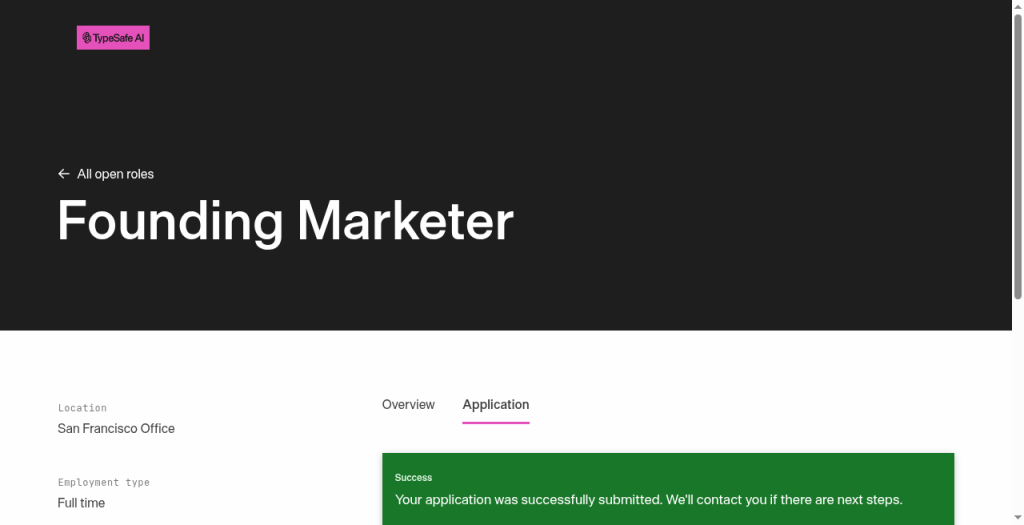 TypeSafe AI
← All open roles
Founding Marketer
Location
San Francisco Office
Employment type
Full time
Overview
Application
Success
Your application was successfully submitted. We'll contact you if there are next steps.